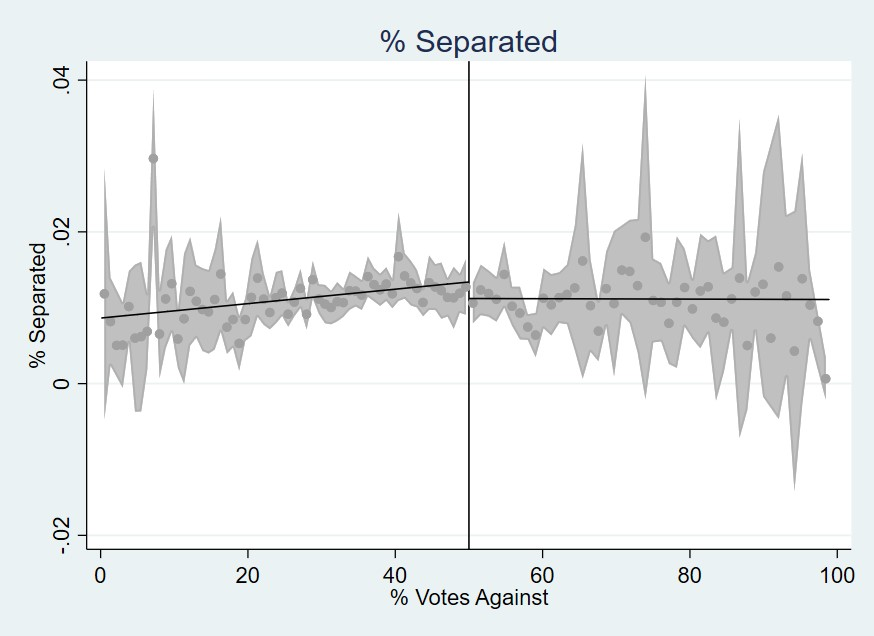 % Separated
% Separated
.04
.02
0
-.02
0 20 40 60 80 100
% Votes Against